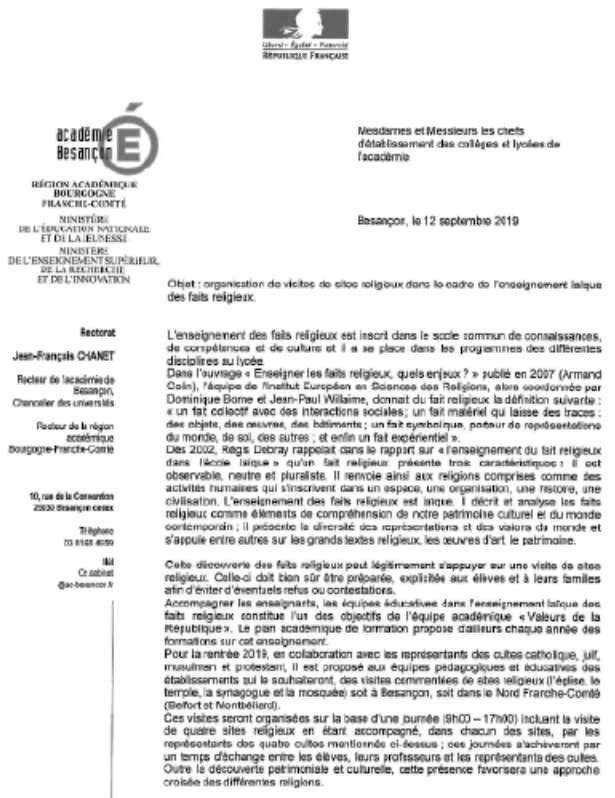 Liberté • Égalité • Fraternité
RÉPUBLIQUE FRANÇAISE
académie
Besançon
RÉGION ACADÉMIQUE
BOURGOGNE
FRANCHE-COMTÉ
MINISTÈRE
DE L'ÉDUCATION NATIONALE
ET DE LA JEUNESSE
MINISTÈRE
DE L'ENSEIGNEMENT SUPÉRIEUR,
DE LA RECHERCHE
ET DE L'INNOVATION
Mesdames et Messieurs les chefs
d'établissement des collèges et lycées de
l'académie
Besançon, le 12 septembre 2019
Objet : organisation de visites de sites religieux dans le cadre de l'enseignement laïque
des faits religieux.
Rectorat
Jean-François CHANET
Recteur de l'académie de
Besançon,
Chancelier des universités
Recteur de la région
académique
Bourgogne-Franche-Comté
10, rue de la Convention
25030 Besançon cedex
Téléphone
03 8165 4959
Mél
Ce.cabinet
@ac-besancon.fr
L'enseignement des faits religieux est inscrit dans le socle commun de connaissances,
de compétences et de culture et il a sa place dans les programmes des différentes
disciplines au lycée.
Dans l'ouvrage « Enseigner les faits religieux, quels enjeux ? » publié en 2007 (Armand
Colin), l'équipe de l'Institut Européen en Sciences des Religions, alors coordonnée par
Dominique Borne et Jean-Paul Willaime, donnait du fait religieux la définition suivante :
« un fait collectif avec des interactions sociales ; un fait matériel qui laisse des traces :
des objets, des œuvres, des bâtiments ; un fait symbolique, porteur de représentations
du monde, de soi, des autres ; et enfin un fait expérientiel ».
Dès 2002, Régis Debray rappelait dans le rapport sur « l'enseignement du fait religieux
dans l'école laïque » qu'un fait religieux présente trois caractéristiques : il est
observable, neutre et pluraliste. Il renvoie ainsi aux religions comprises comme des
activités humaines qui s'inscrivent dans un espace, une organisation, une histoire, une
civilisation. L'enseignement des faits religieux est laïque. Il décrit et analyse les faits
religieux comme éléments de compréhension de notre patrimoine culturel et du monde
contemporain ; il présente la diversité des représentations et des valeurs du monde et
s'appuie entre autres sur les grands textes religieux, les œuvres d'art le patrimoine.
Cette découverte des faits religieux peut légitimement s'appuyer sur une visite de sites
religieux. Celle-ci doit bien sûr être préparée, explicitée aux élèves et à leurs familles
afin d'éviter d'éventuels refus ou contestations.
Accompagner les enseignants, les équipes éducatives dans l'enseignement laïque des
faits religieux constitue l'un des objectifs de l'équipe académique « Valeurs de la
République ». Le plan académique de formation propose d'ailleurs chaque année des
formations sur cet enseignement.
Pour la rentrée 2019, en collaboration avec les représentants des cultes catholique, juif,
musulman et protestant, il est proposé aux équipes pédagogiques et éducatives des
établissements qui le souhaiteront, des visites commentées de sites religieux (l'église, le
temple, la synagogue et la mosquée) soit à Besançon, soit dans le Nord Franche-Comté
(Belfort et Montbéliard).
Ces visites seront organisées sur la base d'une journée (9h00 – 17h00) incluant la visite
de quatre sites religieux en étant accompagné, dans chacun des sites, par les
représentants des quatre cultes mentionnés ci-dessus ; ces journées s'achèveront par
un temps d'échange entre les élèves, leurs professeurs et les représentants des cultes.
Outre la découverte patrimoniale et culturelle, cette présence favorisera une approche
croisée des différentes religions.